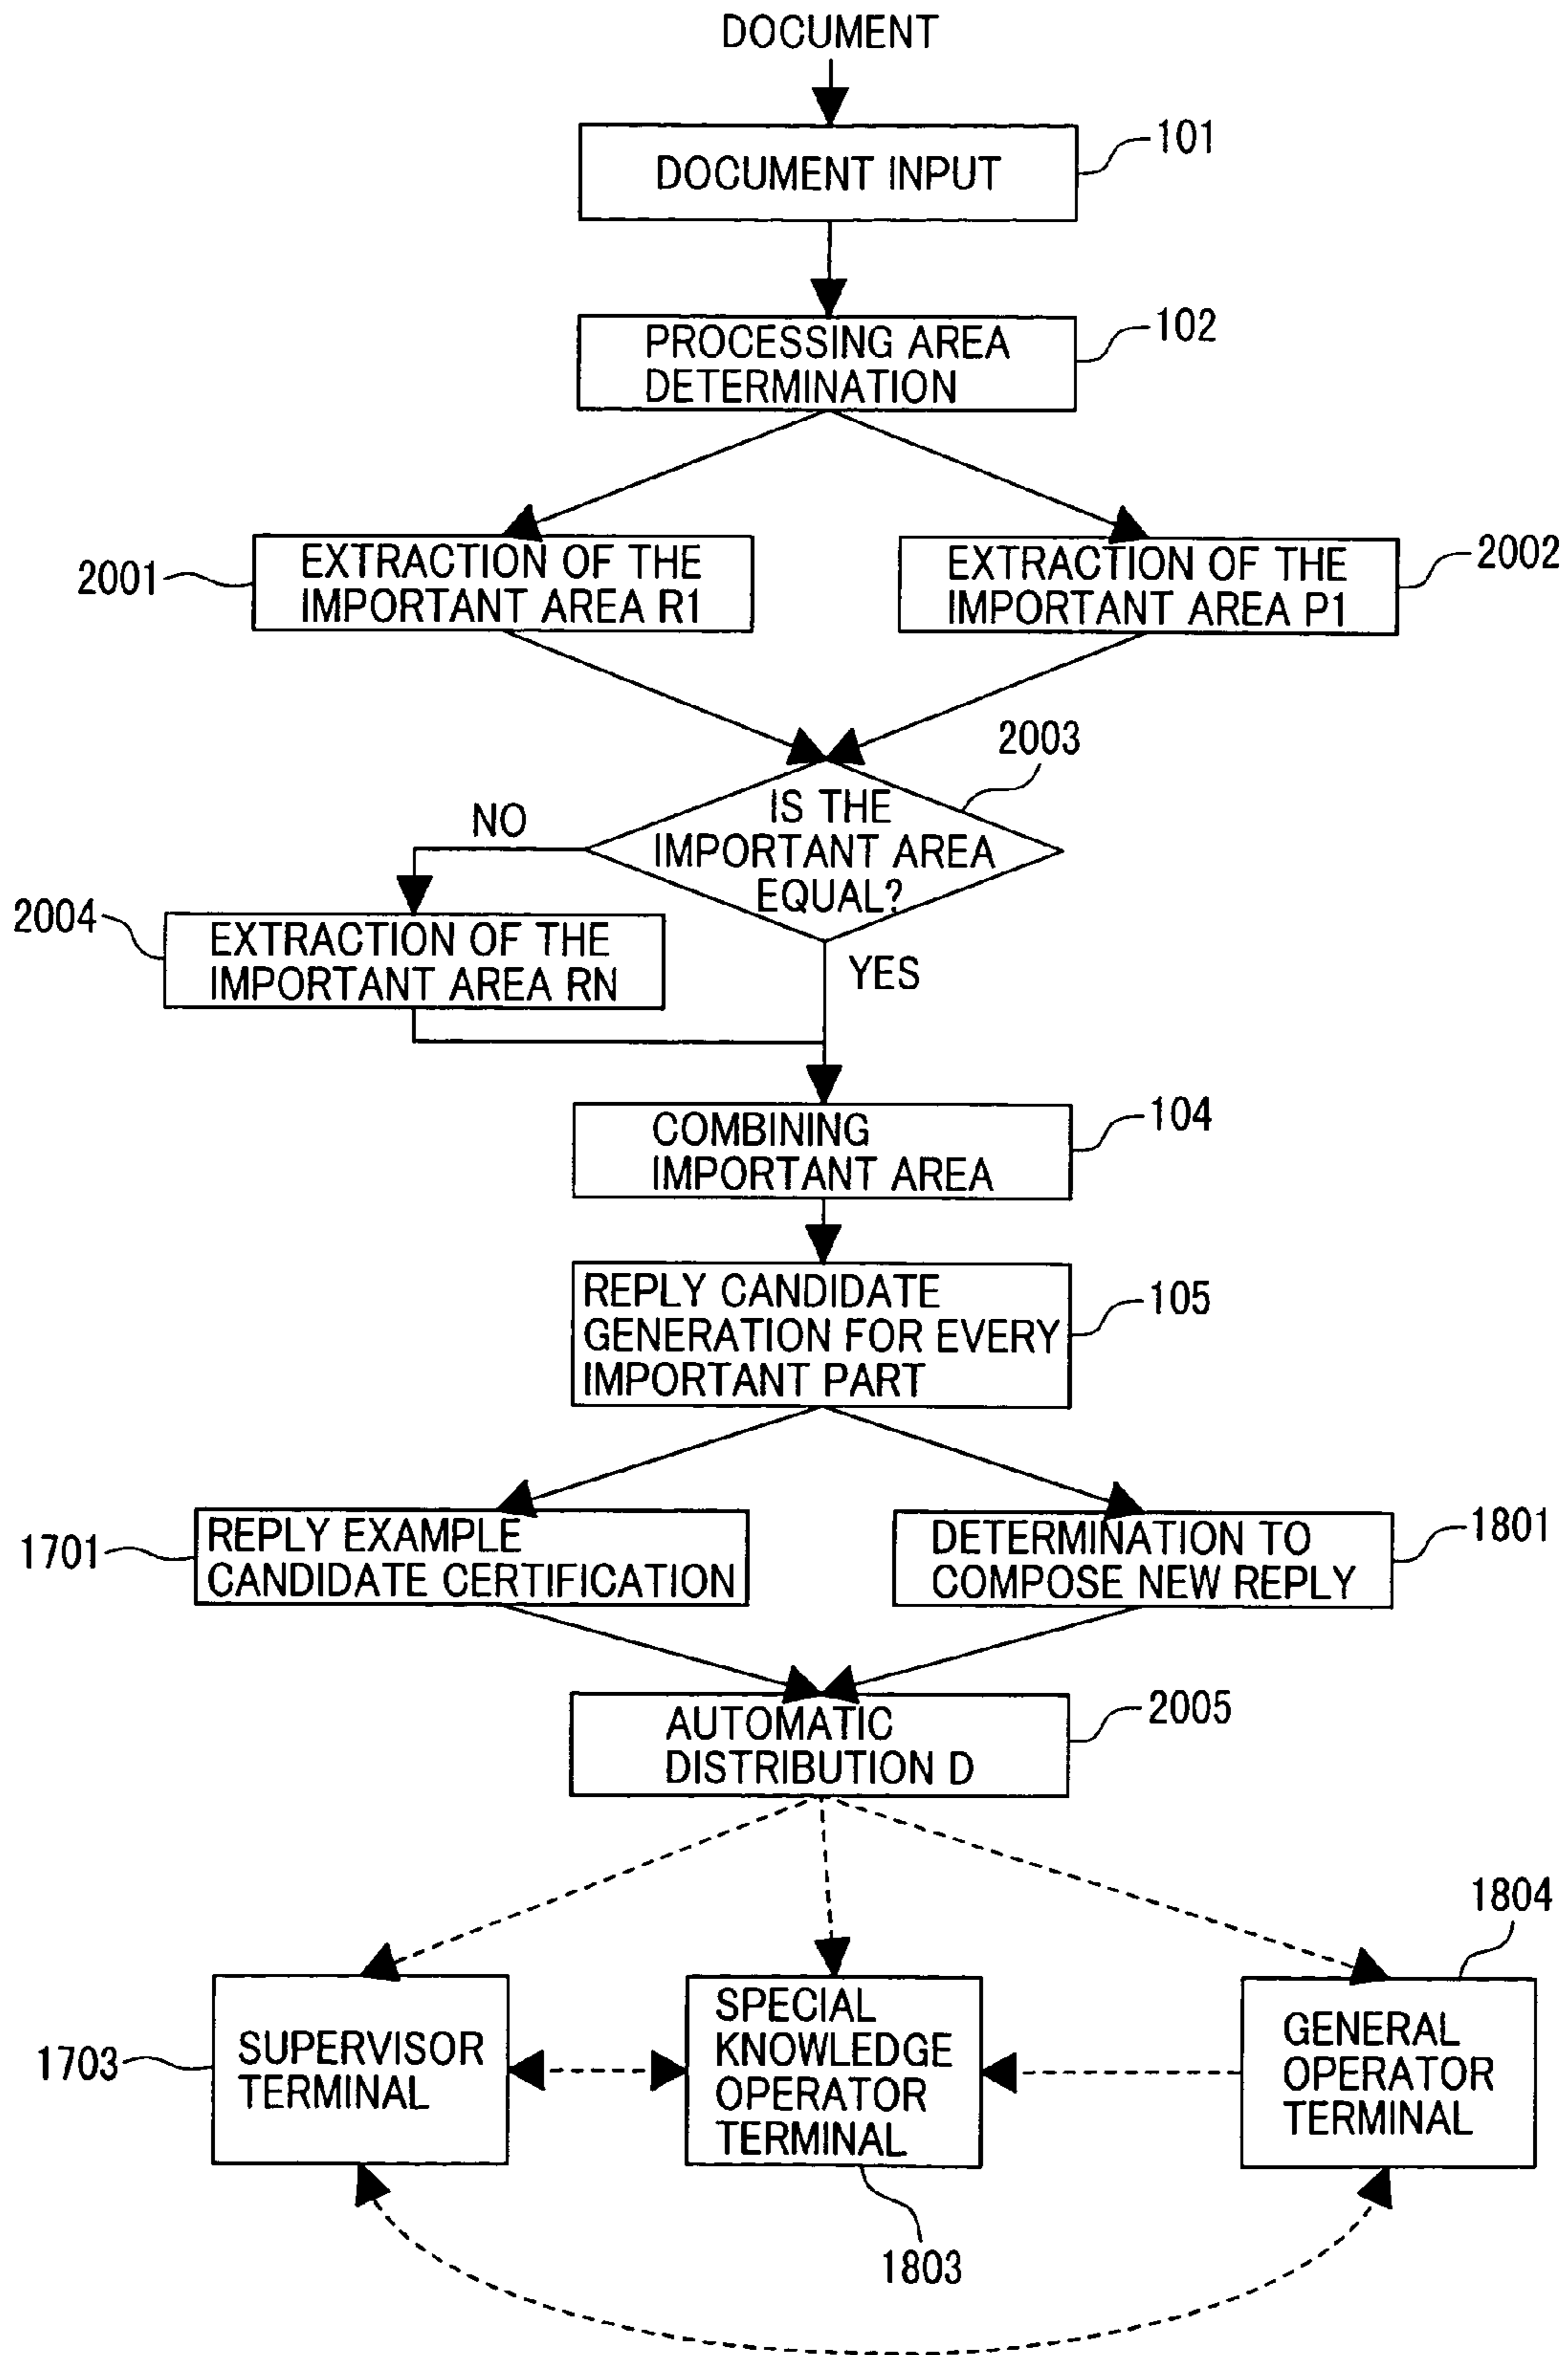 DOCUMENT
DOCUMENT INPUT
101
PROCESSING AREA
DETERMINATION
102
2001
EXTRACTION OF THE
IMPORTANT AREA R1
EXTRACTION OF THE
IMPORTANT AREA P1
2002
2003
IS THE
IMPORTANT AREA
EQUAL?
NO
YES
2004
EXTRACTION OF THE
IMPORTANT AREA RN
COMBINING
IMPORTANT AREA
104
REPLY CANDIDATE
GENERATION FOR EVERY
IMPORTANT PART
105
1701
REPLY EXAMPLE
CANDIDATE CERTIFICATION
DETERMINATION TO
COMPOSE NEW REPLY
1801
AUTOMATIC
DISTRIBUTION D
2005
1703
SUPERVISOR
TERMINAL
SPECIAL
KNOWLEDGE
OPERATOR
TERMINAL
1803
1804
GENERAL
OPERATOR
TERMINAL